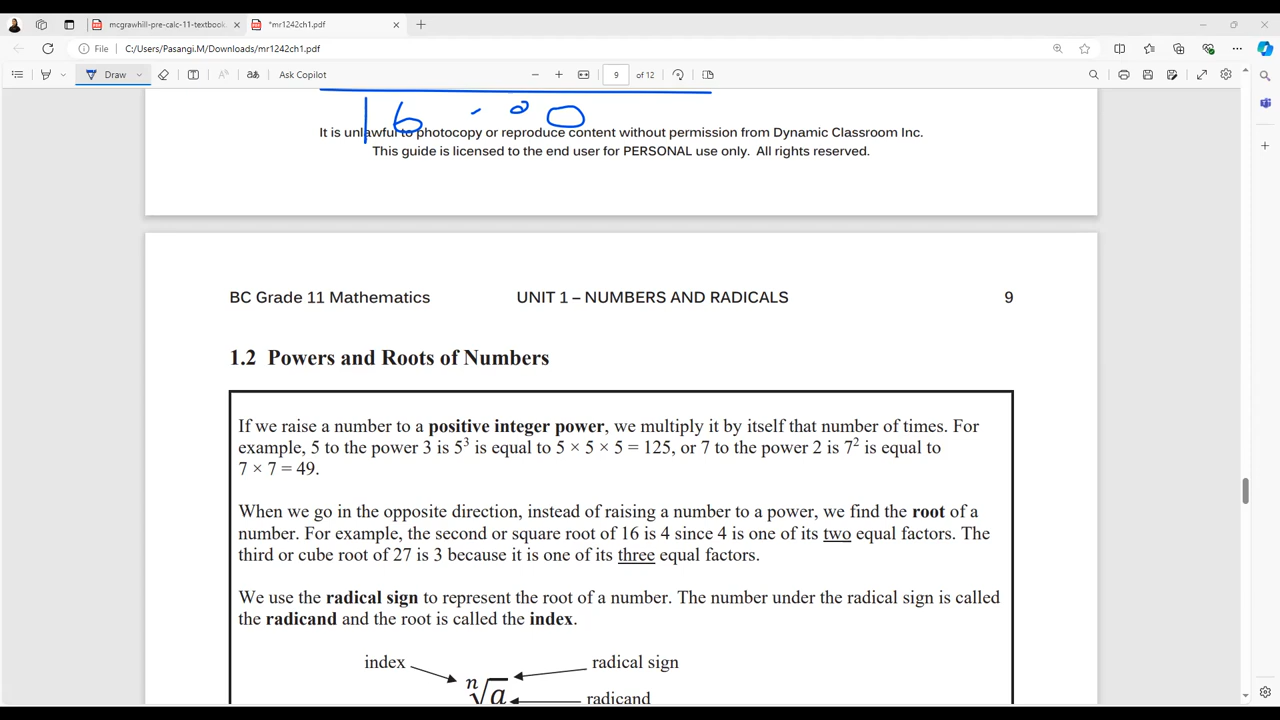 mcgrawhill-pre-calc-11-textbook.
*mr1242ch1.pdf
File
C:/Users/Pasangi.M/Downloads/mr1242ch1.pdf
Draw
Ask Copilot
9
of 12
16 · 80
It is unlawful to photocopy or reproduce content without permission from Dynamic Classroom Inc.
This guide is licensed to the end user for PERSONAL use only. All rights reserved.
BC Grade 11 Mathematics UNIT 1 – NUMBERS AND RADICALS 9
1.2 Powers and Roots of Numbers
If we raise a number to a positive integer power, we multiply it by itself that number of times. For
example, 5 to the power 3 is 5³ is equal to 5 × 5 × 5 = 125, or 7 to the power 2 is 7² is equal to
7 × 7 = 49.
When we go in the opposite direction, instead of raising a number to a power, we find the root of a
number. For example, the second or square root of 16 is 4 since 4 is one of its two equal factors. The
third or cube root of 27 is 3 because it is one of its three equal factors.
We use the radical sign to represent the root of a number. The number under the radical sign is called
the radicand and the root is called the index.
index radical sign
ⁿ√a radicand